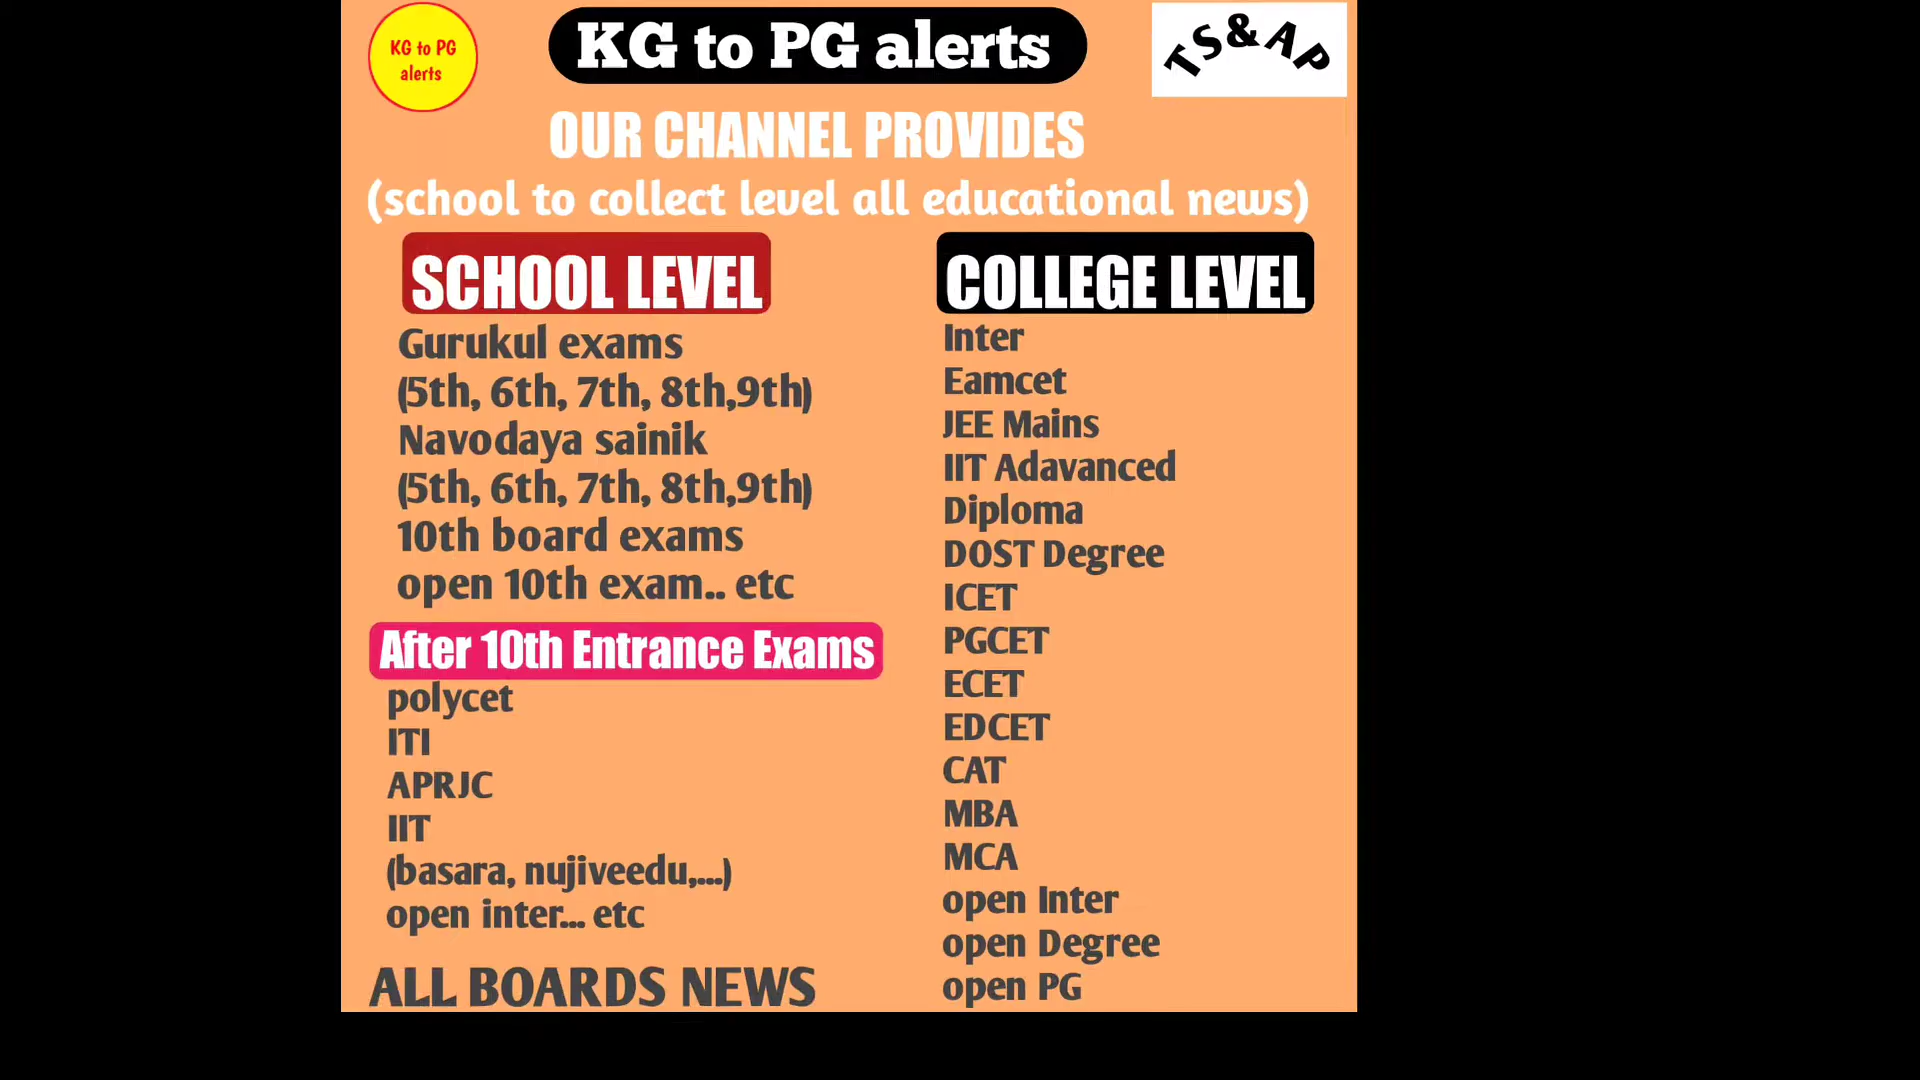 KG to PG
alerts
KG to PG alerts
TS&AP
OUR CHANNEL PROVIDES
(school to collect level all educational news)
SCHOOL LEVEL
Gurukul exams
(5th, 6th, 7th, 8th,9th)
Navodaya sainik
(5th, 6th, 7th, 8th,9th)
10th board exams
open 10th exam.. etc
After 10th Entrance Exams
polycet
ITI
APRJC
IIT
(basara, nujiveedu,...)
open inter... etc
ALL BOARDS NEWS
COLLEGE LEVEL
Inter
Eamcet
JEE Mains
IIT Adavanced
Diploma
DOST Degree
ICET
PGCET
ECET
EDCET
CAT
MBA
MCA
open Inter
open Degree
open PG